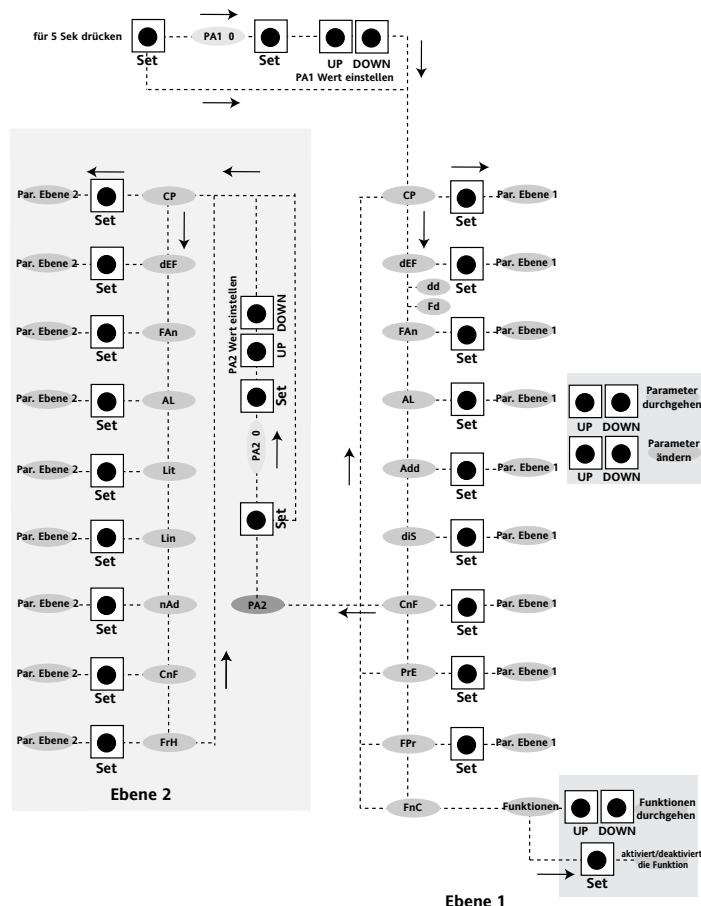 für 5 Sek drücken
Set
PA1 0
Set
UP DOWN
PA1 Wert einstellen
Par. Ebene 2
Set
CP
Par. Ebene 2
Set
dEF
Par. Ebene 2
Set
FAn
Par. Ebene 2
Set
AL
Par. Ebene 2
Set
Lit
Par. Ebene 2
Set
Lin
Par. Ebene 2
Set
nAd
Par. Ebene 2
Set
CnF
Par. Ebene 2
Set
FrH
Ebene 2
PA2 Wert einstellen
UP DOWN
Set
PA2 0
Set
PA2
CP
Set
Par. Ebene 1
dEF
Set
Par. Ebene 1
dd
Fd
FAn
Set
Par. Ebene 1
AL
Set
Par. Ebene 1
Add
Set
Par. Ebene 1
diS
Set
Par. Ebene 1
CnF
Set
Par. Ebene 1
PrE
Set
Par. Ebene 1
FPr
Set
Par. Ebene 1
FnC
Funktionen
UP DOWN
Funktionen
durchgehen
Set
aktiviert/deaktiviert
die Funktion
Parameter
durchgehen
UP DOWN
Parameter
ändern
UP DOWN
Ebene 1